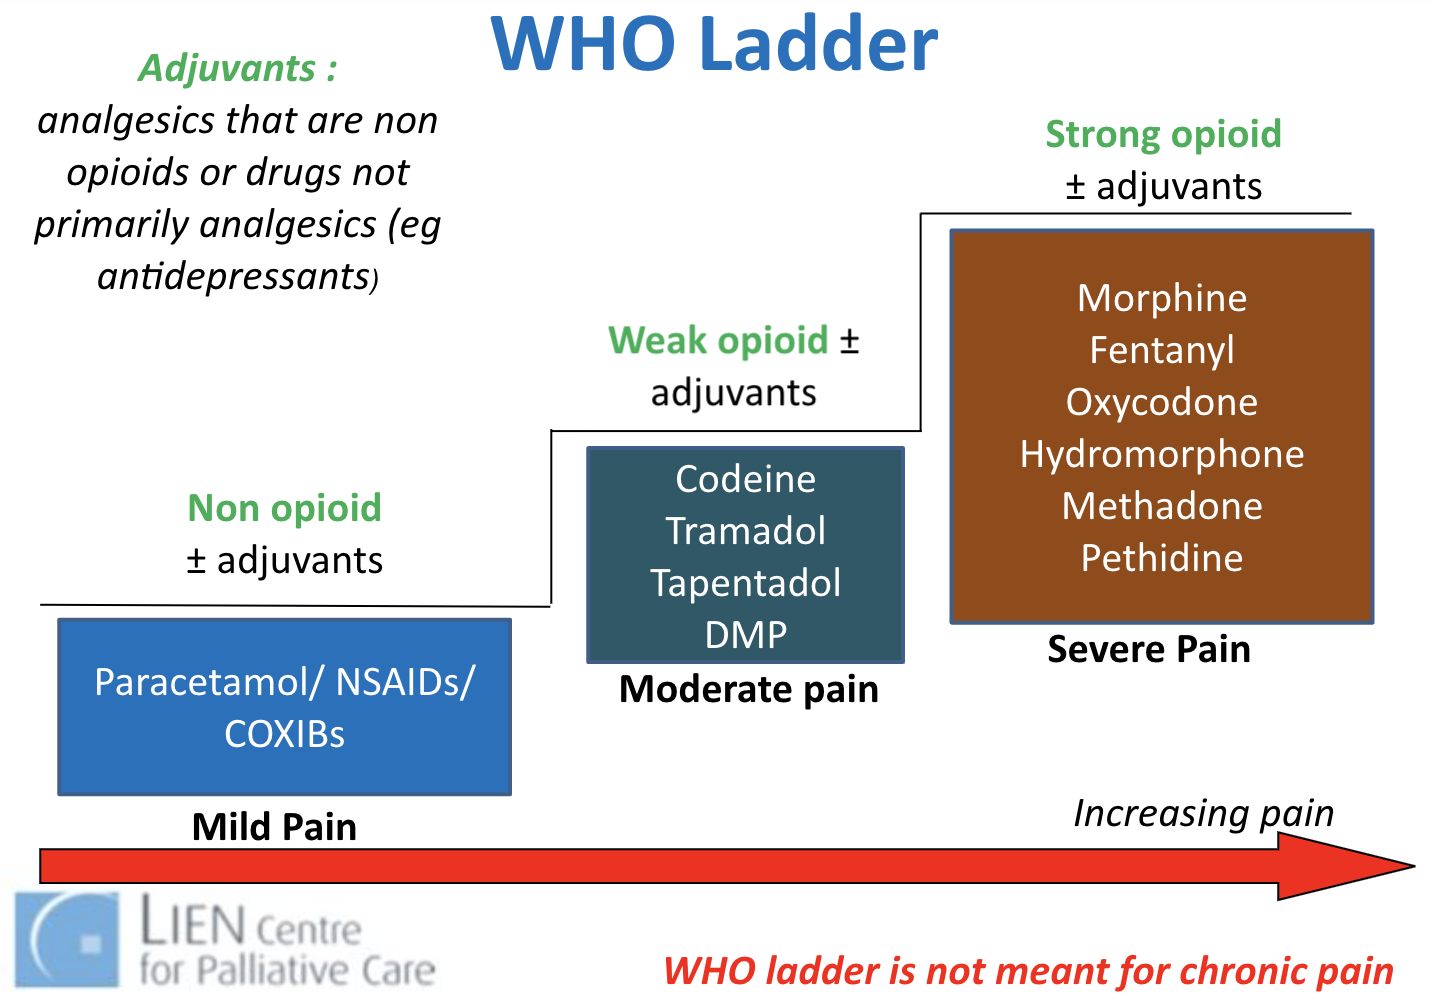 WHO Ladder
Adjuvants :
analgesics that are non
opioids or drugs not
primarily analgesics (eg
antidepressants)
Strong opioid
± adjuvants
Morphine
Fentanyl
Oxycodone
Hydromorphone
Methadone
Pethidine
Severe Pain
Weak opioid ±
adjuvants
Codeine
Tramadol
Tapentadol
DMP
Moderate pain
Non opioid
± adjuvants
Paracetamol/ NSAIDs/
COXIBs
Mild Pain
Increasing pain
LIEN Centre
for Palliative Care
WHO ladder is not meant for chronic pain